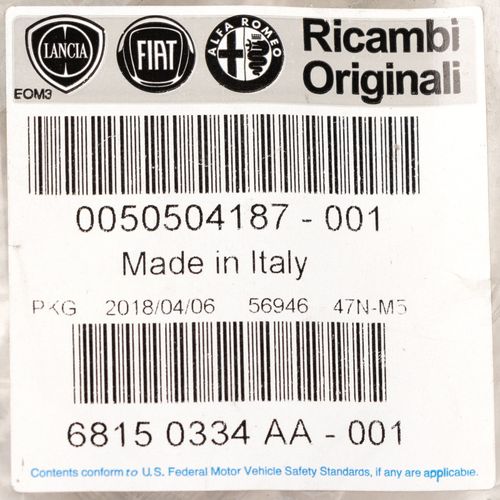 LANCIA FIAT ALFA ROMEO Ricambi
Originali
EOM3
0050504187 - 001
Made in Italy
PKG 2018/04/06 56946 47N-M5
6815 0334 AA - 001
Contents conform to U.S. Federal Motor Vehicle Safety Standards, if any are applicable.